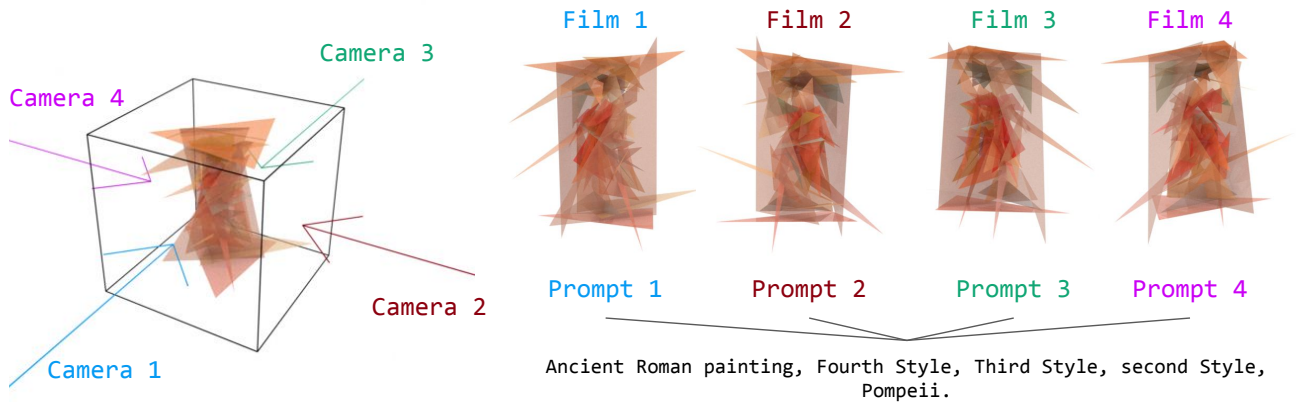 Film 1
Film 2
Film 3
Film 4
Camera 3
Camera 4
Camera 2
Camera 1
Prompt 1
Prompt 2
Prompt 3
Prompt 4
Ancient Roman painting, Fourth Style, Third Style, second Style,
Pompeii.